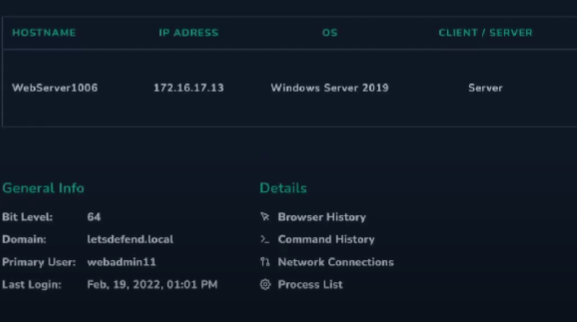 HOSTNAME IP ADRESS OS CLIENT / SERVER
WebServer1006 172.16.17.13 Windows Server 2019 Server
General Info Details
Bit Level: 64 Browser History
Domain: letsdefend.local Command History
Primary User: webadmin11 Network Connections
Last Login: Feb, 19, 2022, 01:01 PM Process List